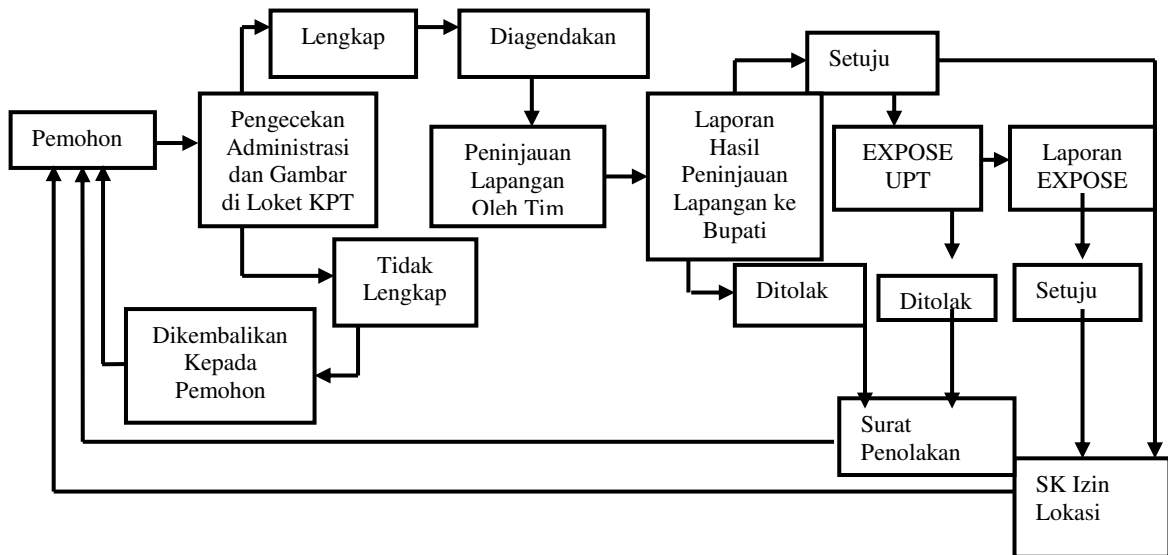 Lengkap
Diagendakan
Setuju
Pemohon
Pengecekan
Administrasi
dan Gambar
di Loket KPT
Peninjauan
Lapangan
Oleh Tim
Laporan
Hasil
Peninjauan
Lapangan ke
Bupati
EXPOSE
UPT
Laporan
EXPOSE
Tidak
Lengkap
Ditolak
Ditolak
Setuju
Dikembalikan
Kepada
Pemohon
Surat
Penolakan
SK Izin
Lokasi